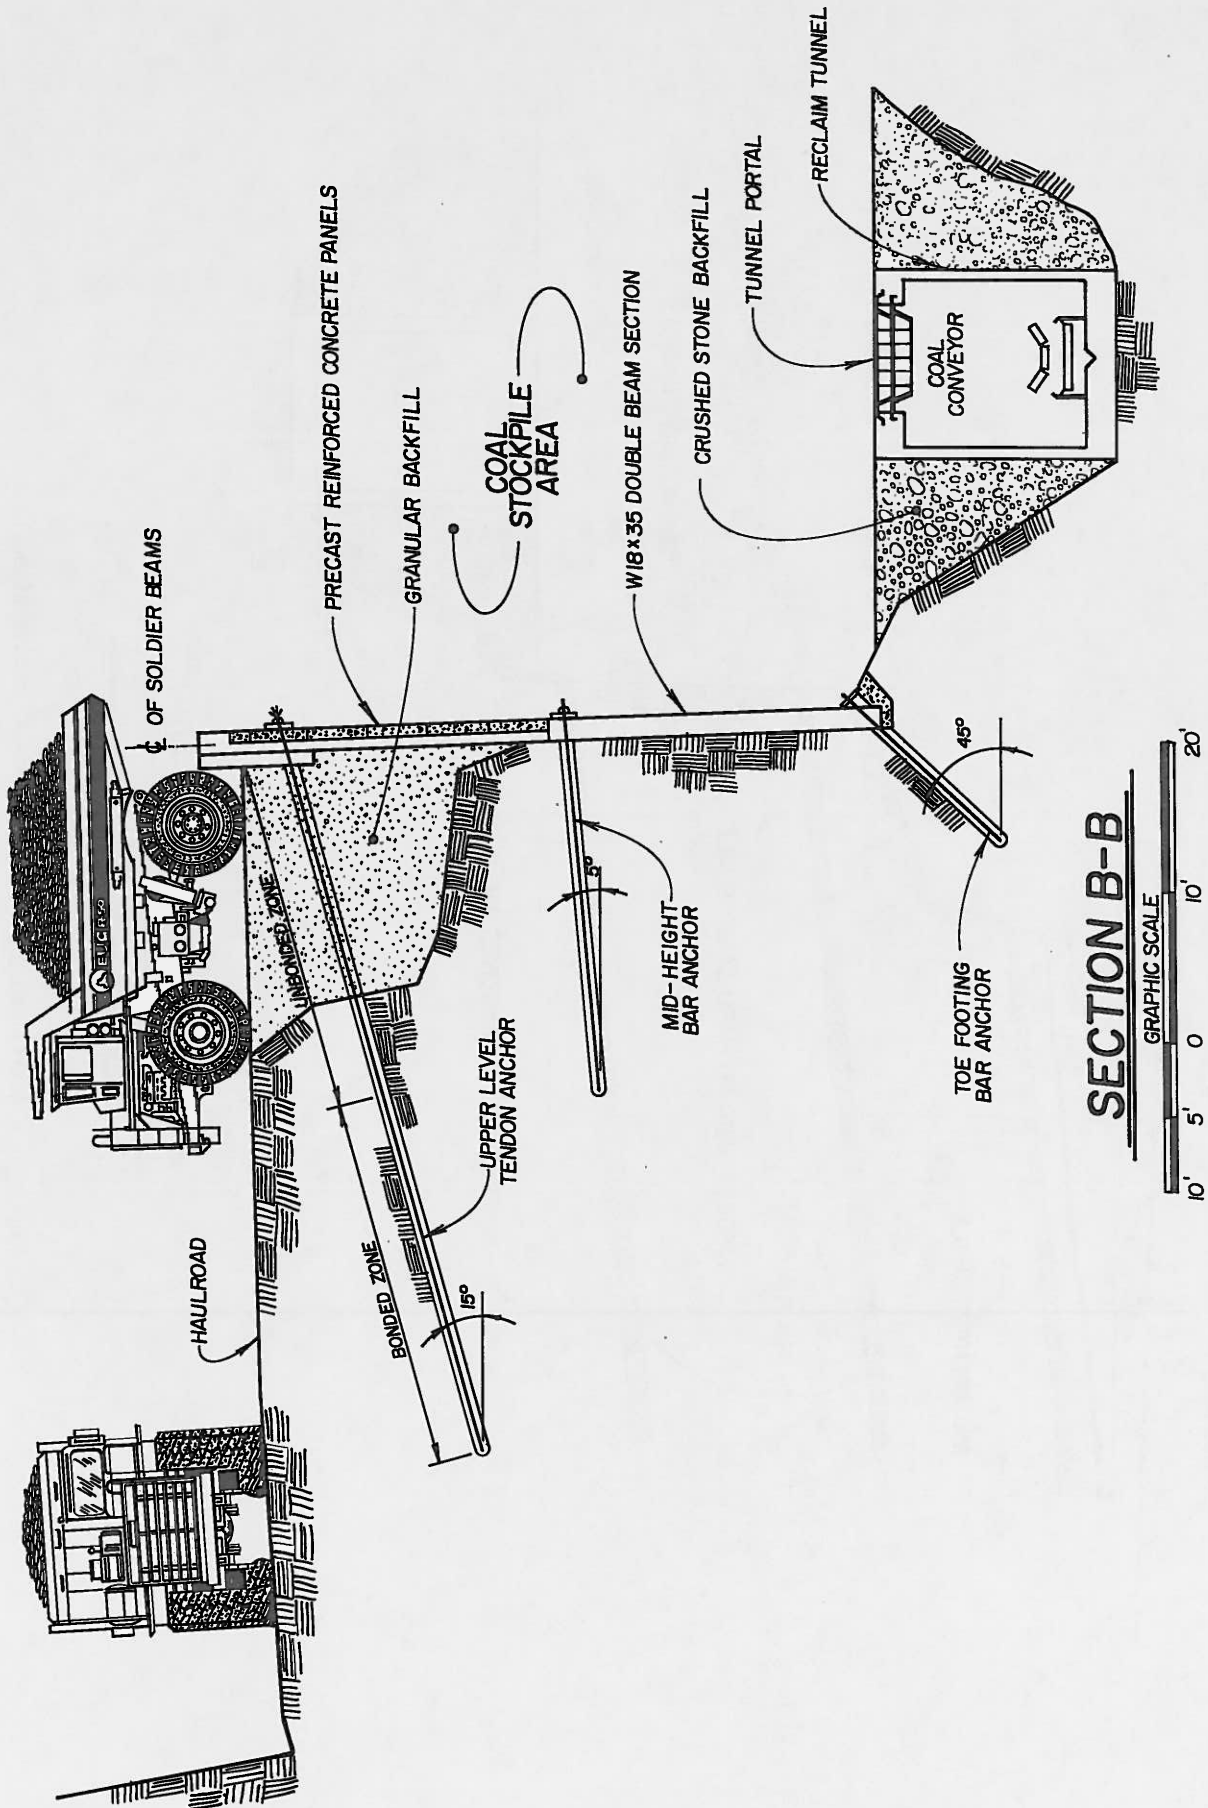 ℄ OF SOLDIER BEAMS
PRECAST REINFORCED CONCRETE PANELS
GRANULAR BACKFILL
COAL
STOCKPILE
AREA
W18×35 DOUBLE BEAM SECTION
CRUSHED STONE BACKFILL
TUNNEL PORTAL
RECLAIM TUNNEL
COAL
CONVEYOR
HAULROAD
UNBONDED ZONE
BONDED ZONE
15°
UPPER LEVEL
TENDON ANCHOR
5°
MID-HEIGHT
BAR ANCHOR
45°
TOE FOOTING
BAR ANCHOR
SECTION B-B
GRAPHIC SCALE
10' 5' 0 10' 20'